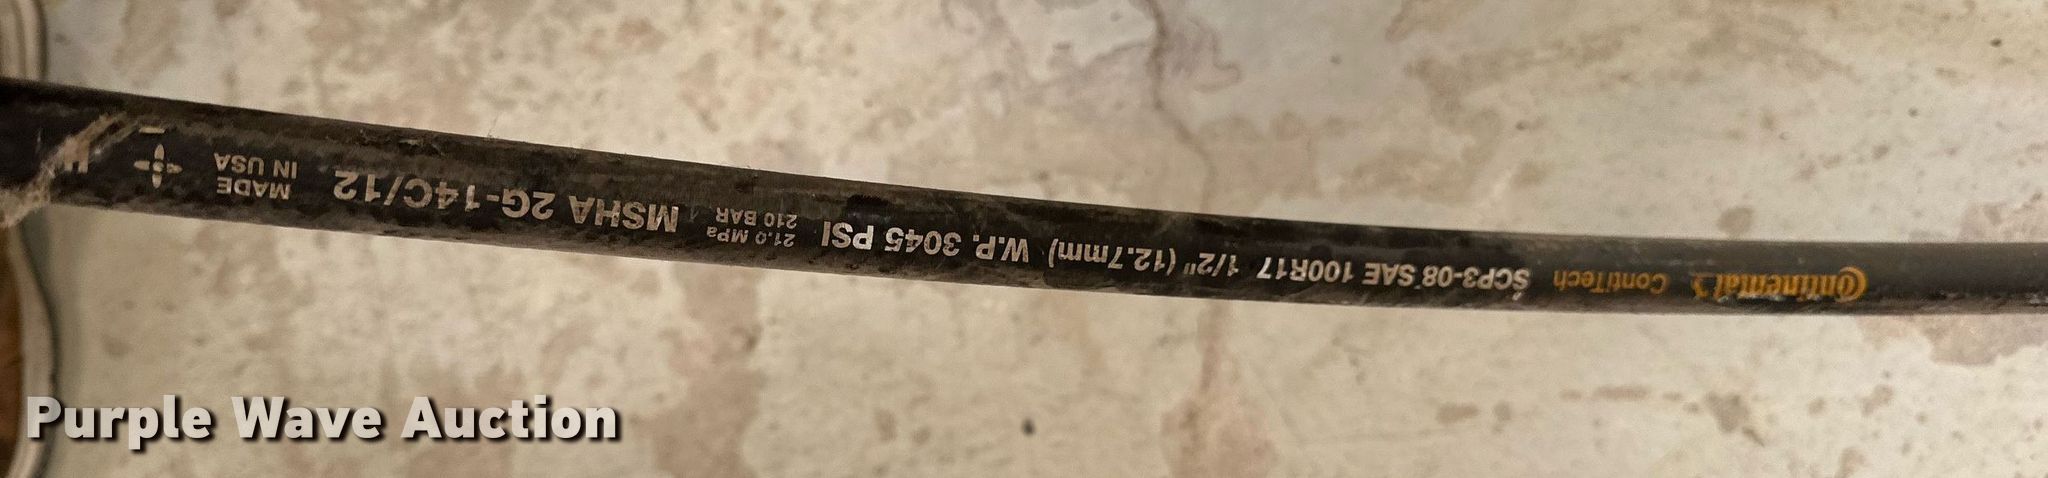 Continental ContiTech SCP3-08 SAE 100R17 1/2" (12.7mm) W.P. 3045 PSI 21.0 MPa 210 BAR MSHA 2G-14C/12 MADE IN USA
Purple Wave Auction